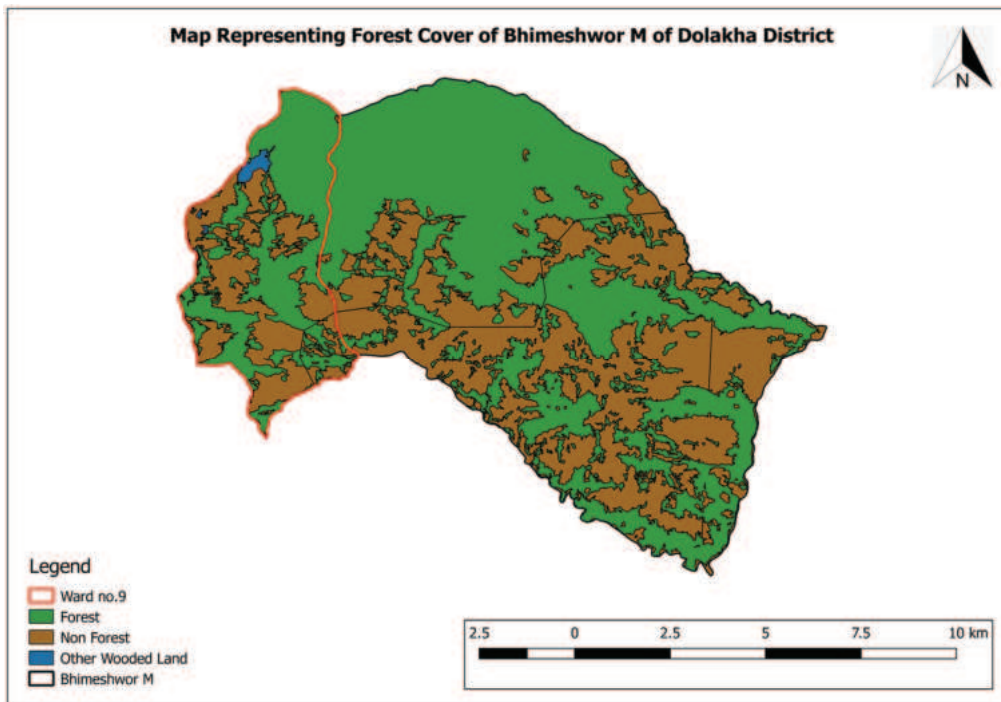 Map Representing Forest Cover of Bhimeshwor M of Dolakha District
N
Legend
Ward no.9
Forest
Non Forest
Other Wooded Land
Bhimeshwor M
2.5 0 2.5 5 7.5 10 km